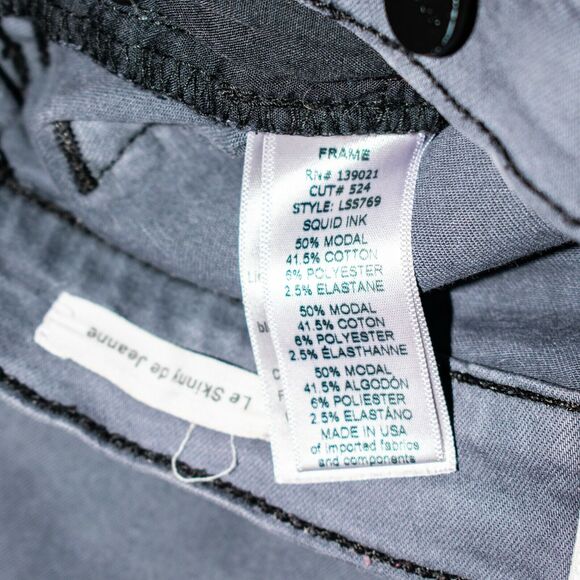 FRAME
RN# 139021
CUT# 524
STYLE: LSS769
SQUID INK
50% MODAL
41.5% COTTON
6% POLYESTER
2.5% ELASTANE
50% MODAL
41.5% COTON
6% POLYESTER
2.5% ÉLASTHANNE
50% MODAL
41.5% ALGODÓN
6% POLIESTER
2.5% ELASTÁNO
MADE IN USA
of imported fabrics
and components
Le Skinny de Jeanne